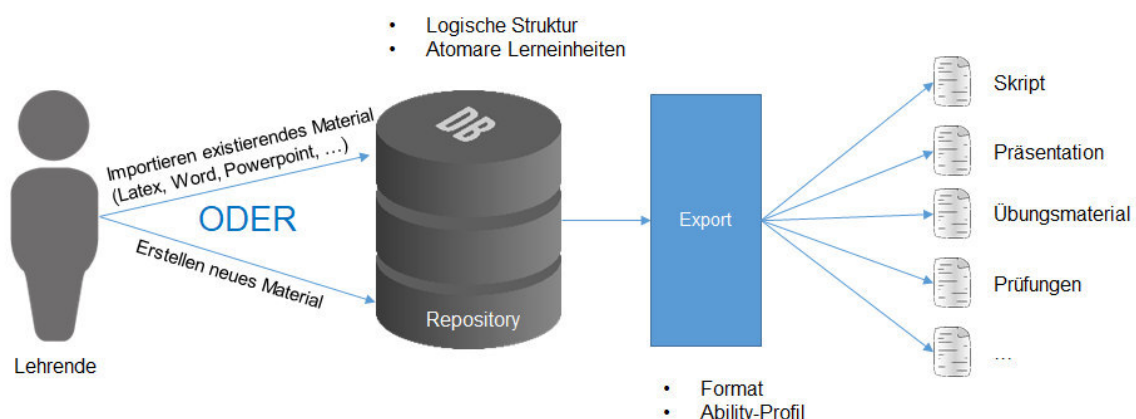 • Logische Struktur
• Atomare Lerneinheiten
DB
Importieren existierendes Material
(Latex, Word, Powerpoint, …)
ODER
Erstellen neues Material
Repository
Lehrende
Export
• Format
• Ability-Profil
Skript
Präsentation
Übungsmaterial
Prüfungen
…